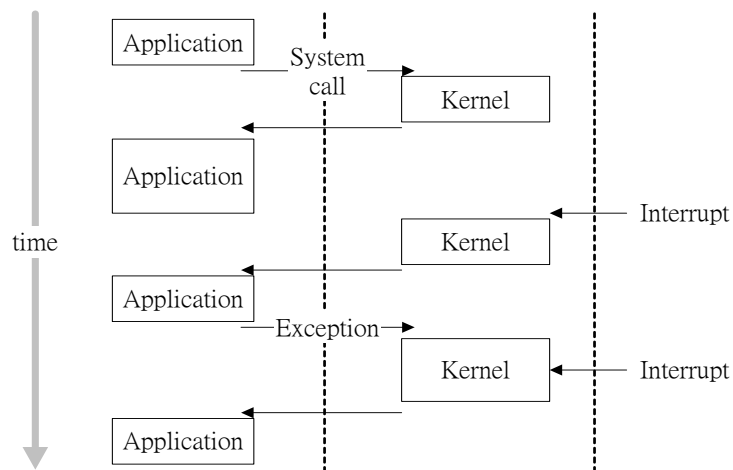 Application
System
call
Kernel
Application
Interrupt
time
Kernel
Application
Exception
Kernel
Interrupt
Application